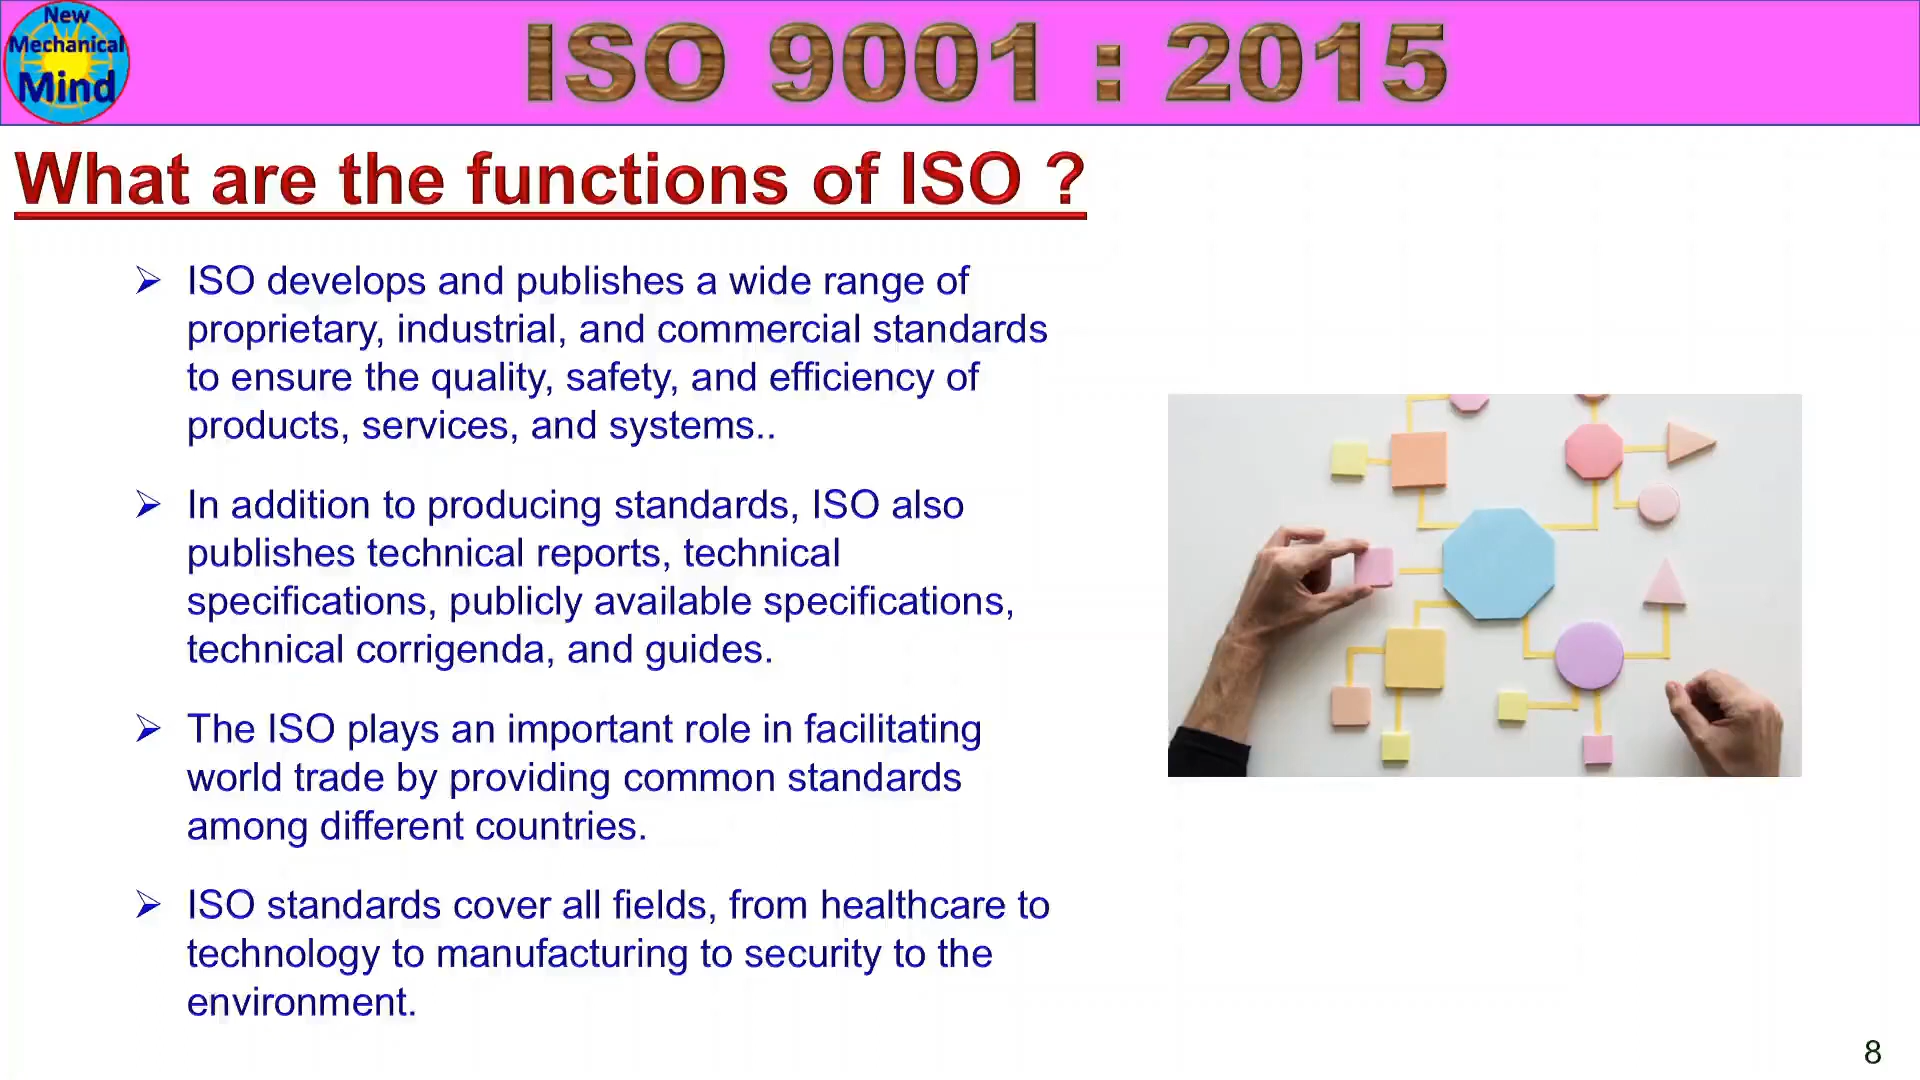 New
Mechanical
Mind
ISO 9001 : 2015
What are the functions of ISO ?
➢ ISO develops and publishes a wide range of
proprietary, industrial, and commercial standards
to ensure the quality, safety, and efficiency of
products, services, and systems..
➢ In addition to producing standards, ISO also
publishes technical reports, technical
specifications, publicly available specifications,
technical corrigenda, and guides.
➢ The ISO plays an important role in facilitating
world trade by providing common standards
among different countries.
➢ ISO standards cover all fields, from healthcare to
technology to manufacturing to security to the
environment.
8